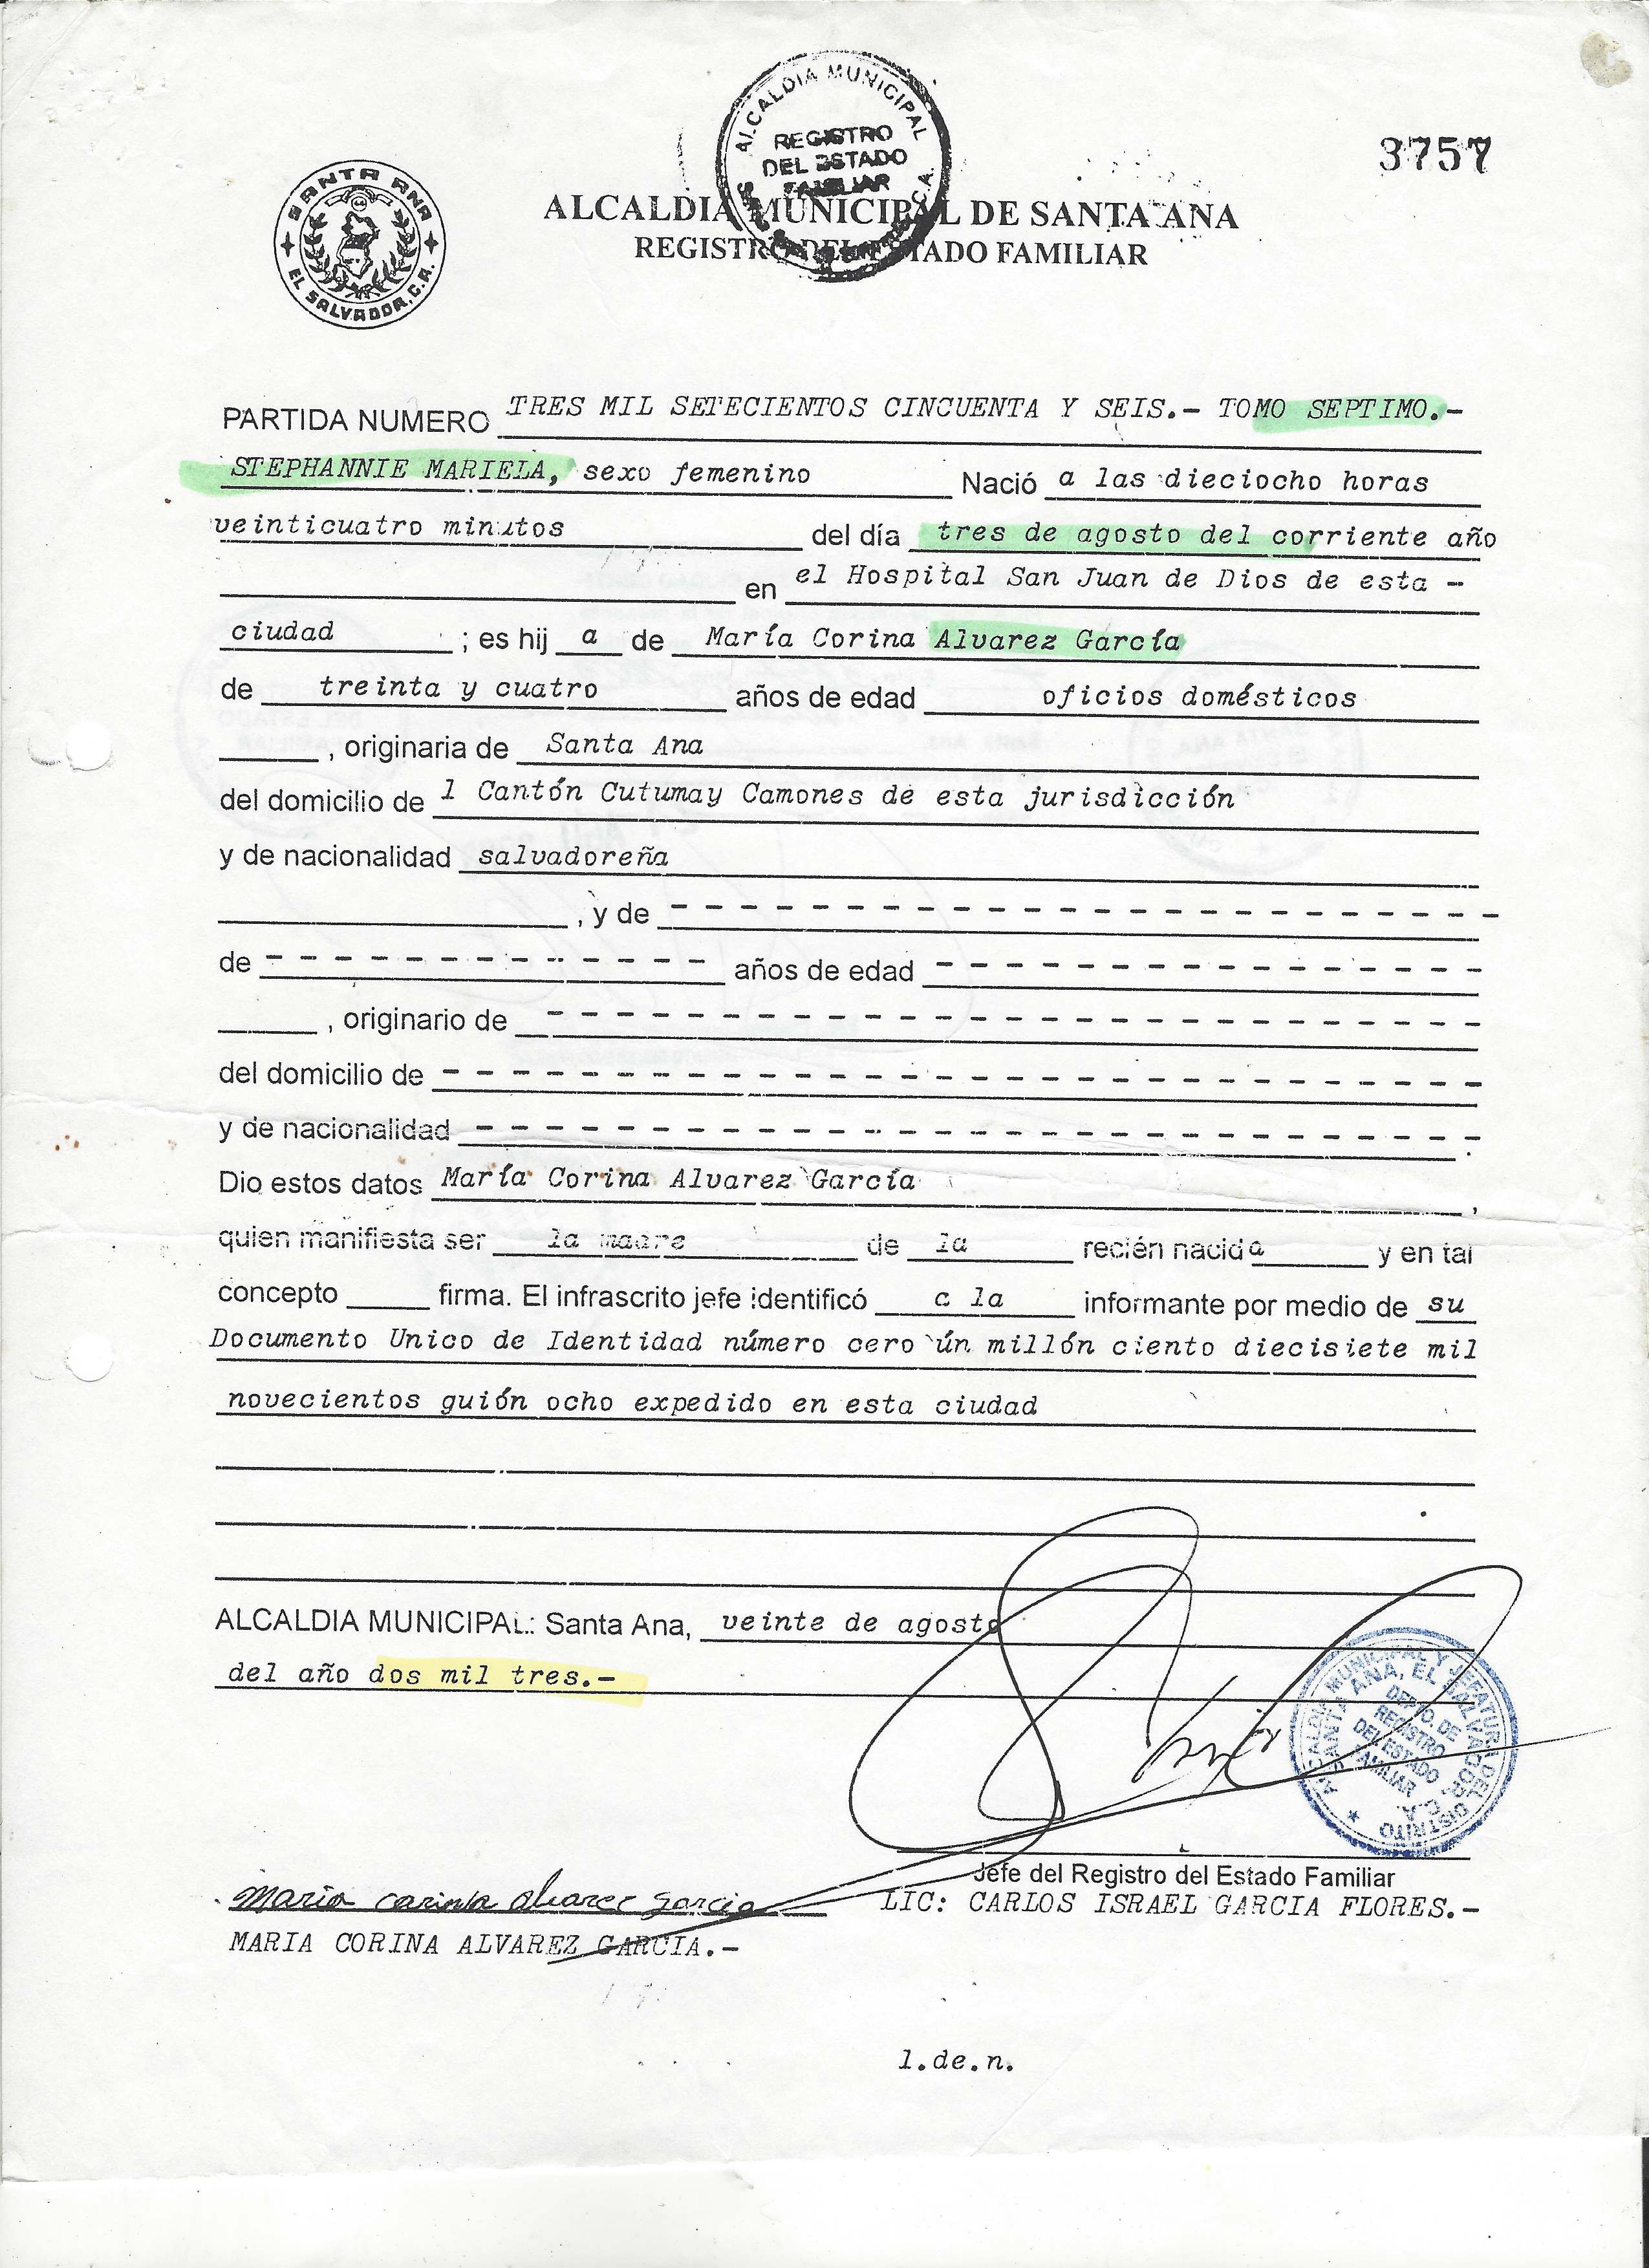 ALCALDIA MUNICIPAL
REGISTRO
DEL ESTADO
FAMILIAR
3757
SANTA ANA
EL SALVADOR, C.A.
ALCALDIA MUNICIPAL DE SANTA ANA
REGISTRO DEL ESTADO FAMILIAR
PARTIDA NUMERO TRES MIL SETECIENTOS CINCUENTA Y SEIS.- TOMO SEPTIMO.-
STEPHANNIE MARIELA, sexo femenino Nació a las dieciocho horas
veinticuatro minutos del día tres de agosto del corriente año
en el Hospital San Juan de Dios de esta -
ciudad ; es hij a de María Corina Alvarez García
de treinta y cuatro años de edad oficios domésticos
, originaria de Santa Ana
del domicilio de l Cantón Cutumay Camones de esta jurisdicción
y de nacionalidad salvadoreña
, y de - - - - - - - - - - - - - - - - - - - - - - - -
de - - - - - - - - - - - - - - años de edad - - - - - - - - - - - - - - - -
, originario de - - - - - - - - - - - - - - - - - - - - - - - - - - -
del domicilio de - - - - - - - - - - - - - - - - - - - - - - - - - - - - - -
y de nacionalidad - - - - - - - - - - - - - - - - - - - - - - - - - - - - -
Dio estos datos María Corina Alvarez García ,
quien manifiesta ser la madre de la recién nacida y en tal
concepto firma. El infrascrito jefe identificó a la informante por medio de su
Documento Unico de Identidad número cero ún millón ciento diecisiete mil
novecientos guión ocho expedido en esta ciudad
ALCALDIA MUNICIPAL: Santa Ana, veinte de agosto
del año dos mil tres.-
ALCALDIA MUNICIPAL Y JEFATURA DEL DISTRITO
SANTA ANA, EL SALVADOR, C.A.
DEPTO. DE
REGISTRO
DEL ESTADO
FAMILIAR
Jefe del Registro del Estado Familiar
maria corina alvarez garcia LIC: CARLOS ISRAEL GARCIA FLORES.-
MARIA CORINA ALVAREZ GARCIA.-
l.de.n.